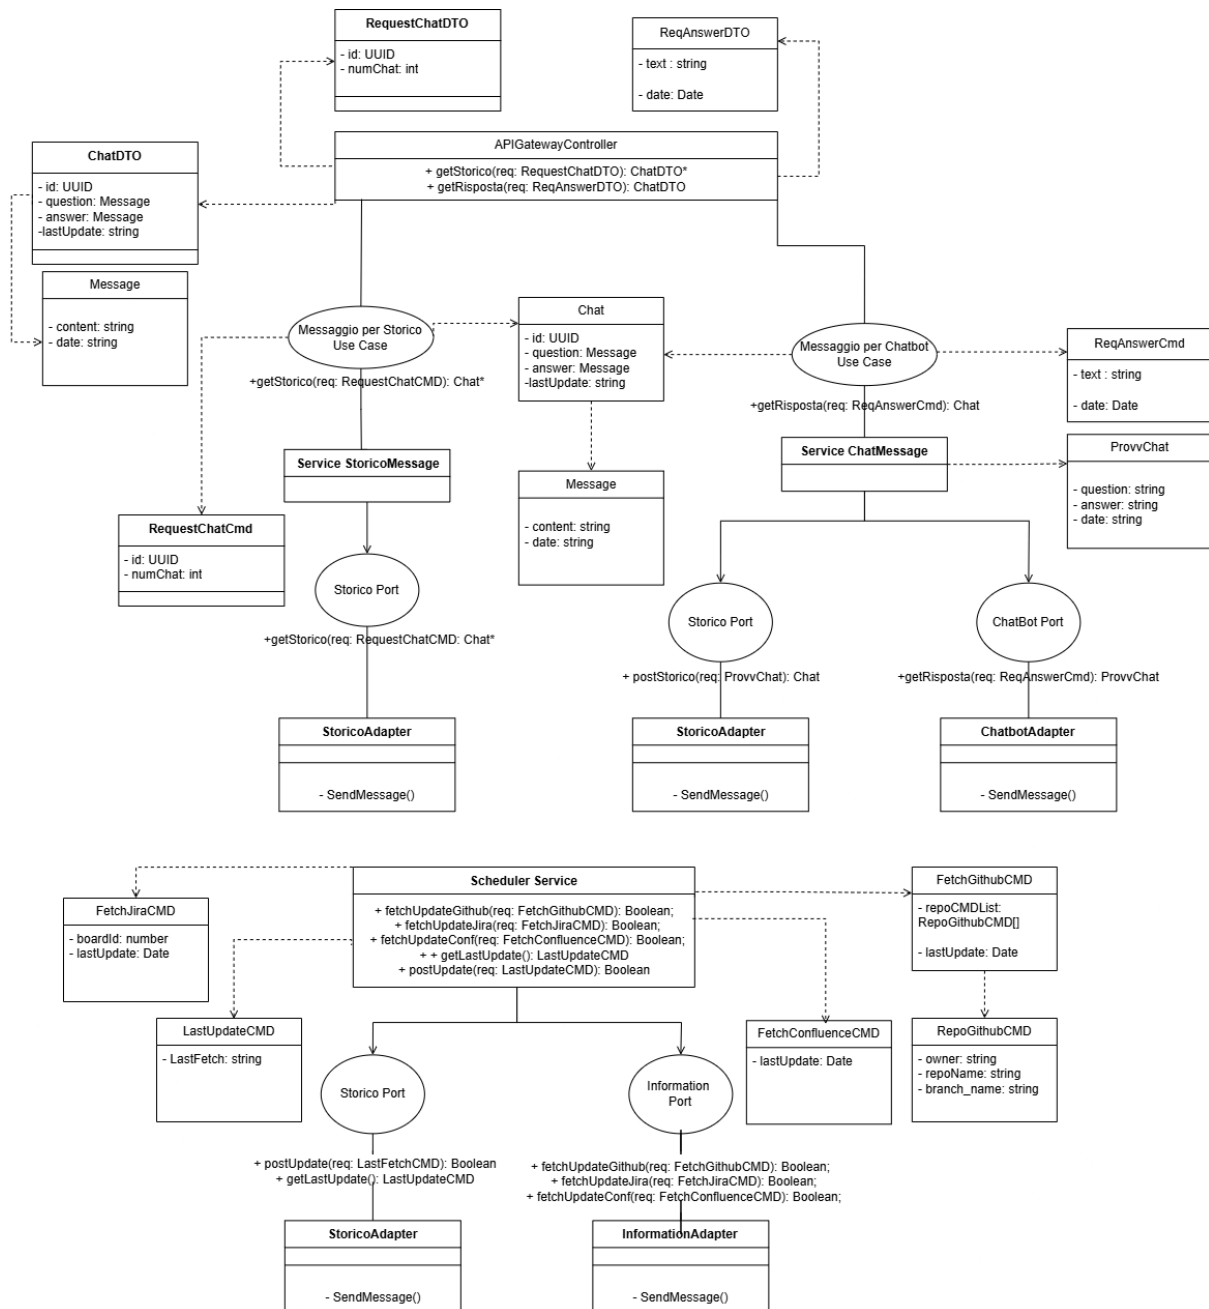 RequestChatDTO
- id: UUID
- numChat: int
ReqAnswerDTO
- text : string
- date: Date
APIGatewayController
+ getStorico(req: RequestChatDTO): ChatDTO*
+ getRisposta(req: ReqAnswerDTO): ChatDTO
ChatDTO
- id: UUID
- question: Message
- answer: Message
-lastUpdate: string
Message
- content: string
- date: string
Messaggio per Storico
Use Case
+getStorico(req: RequestChatCMD): Chat*
Chat
- id: UUID
- question: Message
- answer: Message
-lastUpdate: string
Messaggio per Chatbot
Use Case
+getRisposta(req: ReqAnswerCmd): Chat
ReqAnswerCmd
- text : string
- date: Date
Service StoricoMessage
Message
- content: string
- date: string
Service ChatMessage
ProvvChat
- question: string
- answer: string
- date: string
RequestChatCmd
- id: UUID
- numChat: int
Storico Port
+getStorico(req: RequestChatCMD: Chat*
Storico Port
+ postStorico(req: ProvvChat): Chat
ChatBot Port
+getRisposta(req: ReqAnswerCmd): ProvvChat
StoricoAdapter
- SendMessage()
StoricoAdapter
- SendMessage()
ChatbotAdapter
- SendMessage()
Scheduler Service
+ fetchUpdateGithub(req: FetchGithubCMD): Boolean;
+ fetchUpdateJira(req: FetchJiraCMD): Boolean;
+ fetchUpdateConf(req: FetchConfluenceCMD): Boolean;
+ + getLastUpdate(): LastUpdateCMD
+ postUpdate(req: LastUpdateCMD): Boolean
FetchJiraCMD
- boardId: number
- lastUpdate: Date
FetchGithubCMD
- repoCMDList:
RepoGithubCMD[]
- lastUpdate: Date
LastUpdateCMD
- LastFetch: string
FetchConfluenceCMD
- lastUpdate: Date
RepoGithubCMD
- owner: string
- repoName: string
- branch_name: string
Storico Port
+ postUpdate(req: LastFetchCMD): Boolean
+ getLastUpdate(): LastUpdateCMD
Information
Port
+ fetchUpdateGithub(req: FetchGithubCMD): Boolean;
+ fetchUpdateJira(req: FetchJiraCMD): Boolean;
+ fetchUpdateConf(req: FetchConfluenceCMD): Boolean;
StoricoAdapter
- SendMessage()
InformationAdapter
- SendMessage()